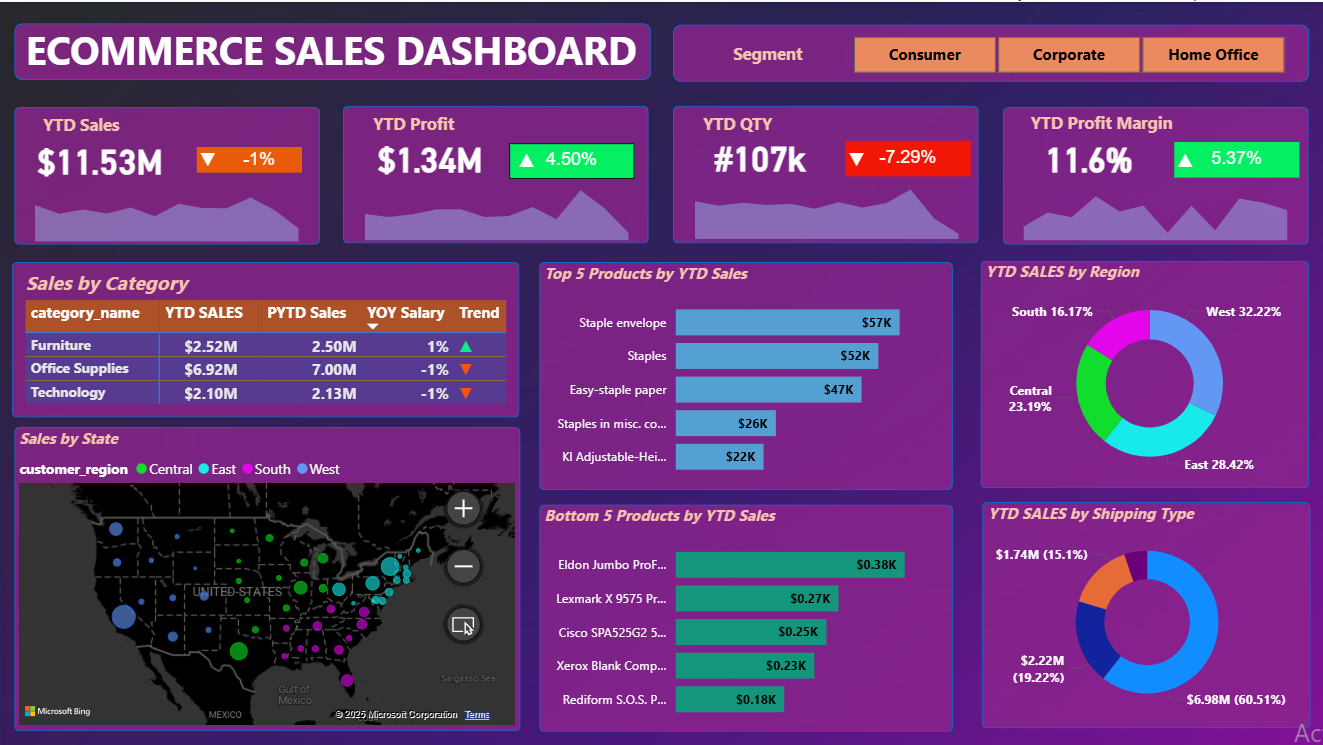 ECOMMERCE SALES DASHBOARD
Segment
Consumer
Corporate
Home Office
YTD Sales
$11.53M
▼ -1%
YTD Profit
$1.34M
▲ 4.50%
YTD QTY
#107k
▼ -7.29%
YTD Profit Margin
11.6%
▲ 5.37%
Sales by Category
category_name YTD SALES PYTD Sales YOY Salary Trend
Furniture $2.52M 2.50M 1% ▲
Office Supplies $6.92M 7.00M -1% ▼
Technology $2.10M 2.13M -1% ▼
Top 5 Products by YTD Sales
Staple envelope $57K
Staples $52K
Easy-staple paper $47K
Staples in misc. co... $26K
KI Adjustable-Hei... $22K
YTD SALES by Region
South 16.17%
West 32.22%
Central
23.19%
East 28.42%
Sales by State
customer_region Central East South West
UNITED STATES
Gulf of
Mexico
MEXICO
Sargasso Sea
Microsoft Bing
© 2025 Microsoft Corporation Terms
Bottom 5 Products by YTD Sales
Eldon Jumbo ProF... $0.38K
Lexmark X 9575 Pr... $0.27K
Cisco SPA525G2 5... $0.25K
Xerox Blank Comp... $0.23K
Rediform S.O.S. P... $0.18K
YTD SALES by Shipping Type
$1.74M (15.1%)
$2.22M
(19.22%)
$6.98M (60.51%)
Ac